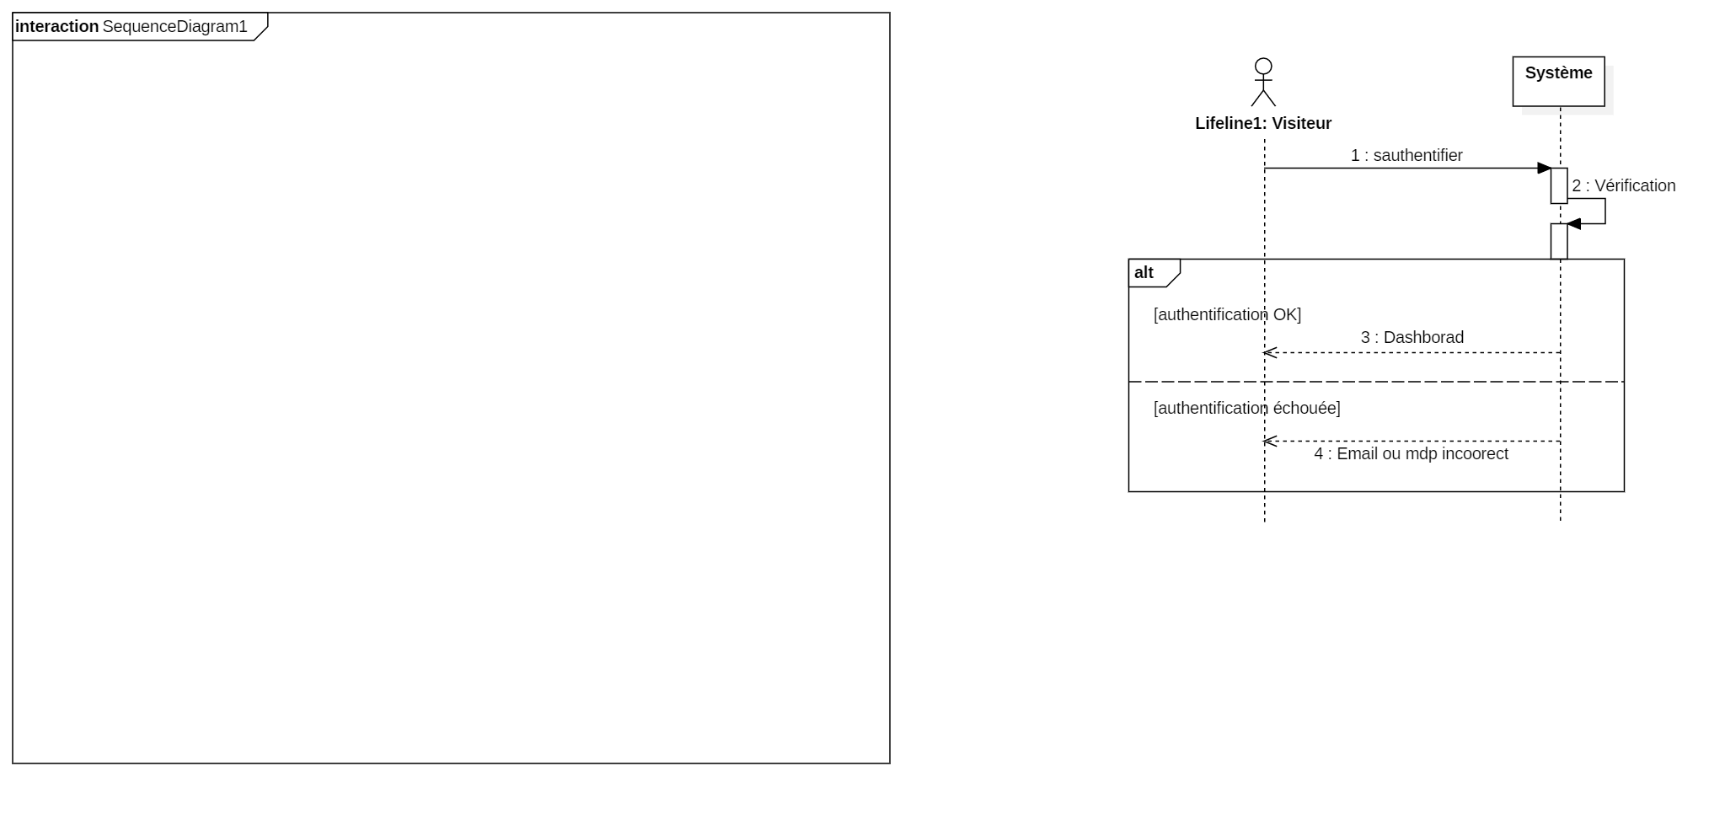 interaction SequenceDiagram1
Système
Lifeline1: Visiteur
1 : sauthentifier
2 : Vérification
alt
[authentification OK]
3 : Dashborad
[authentification échouée]
4 : Email ou mdp incoorect